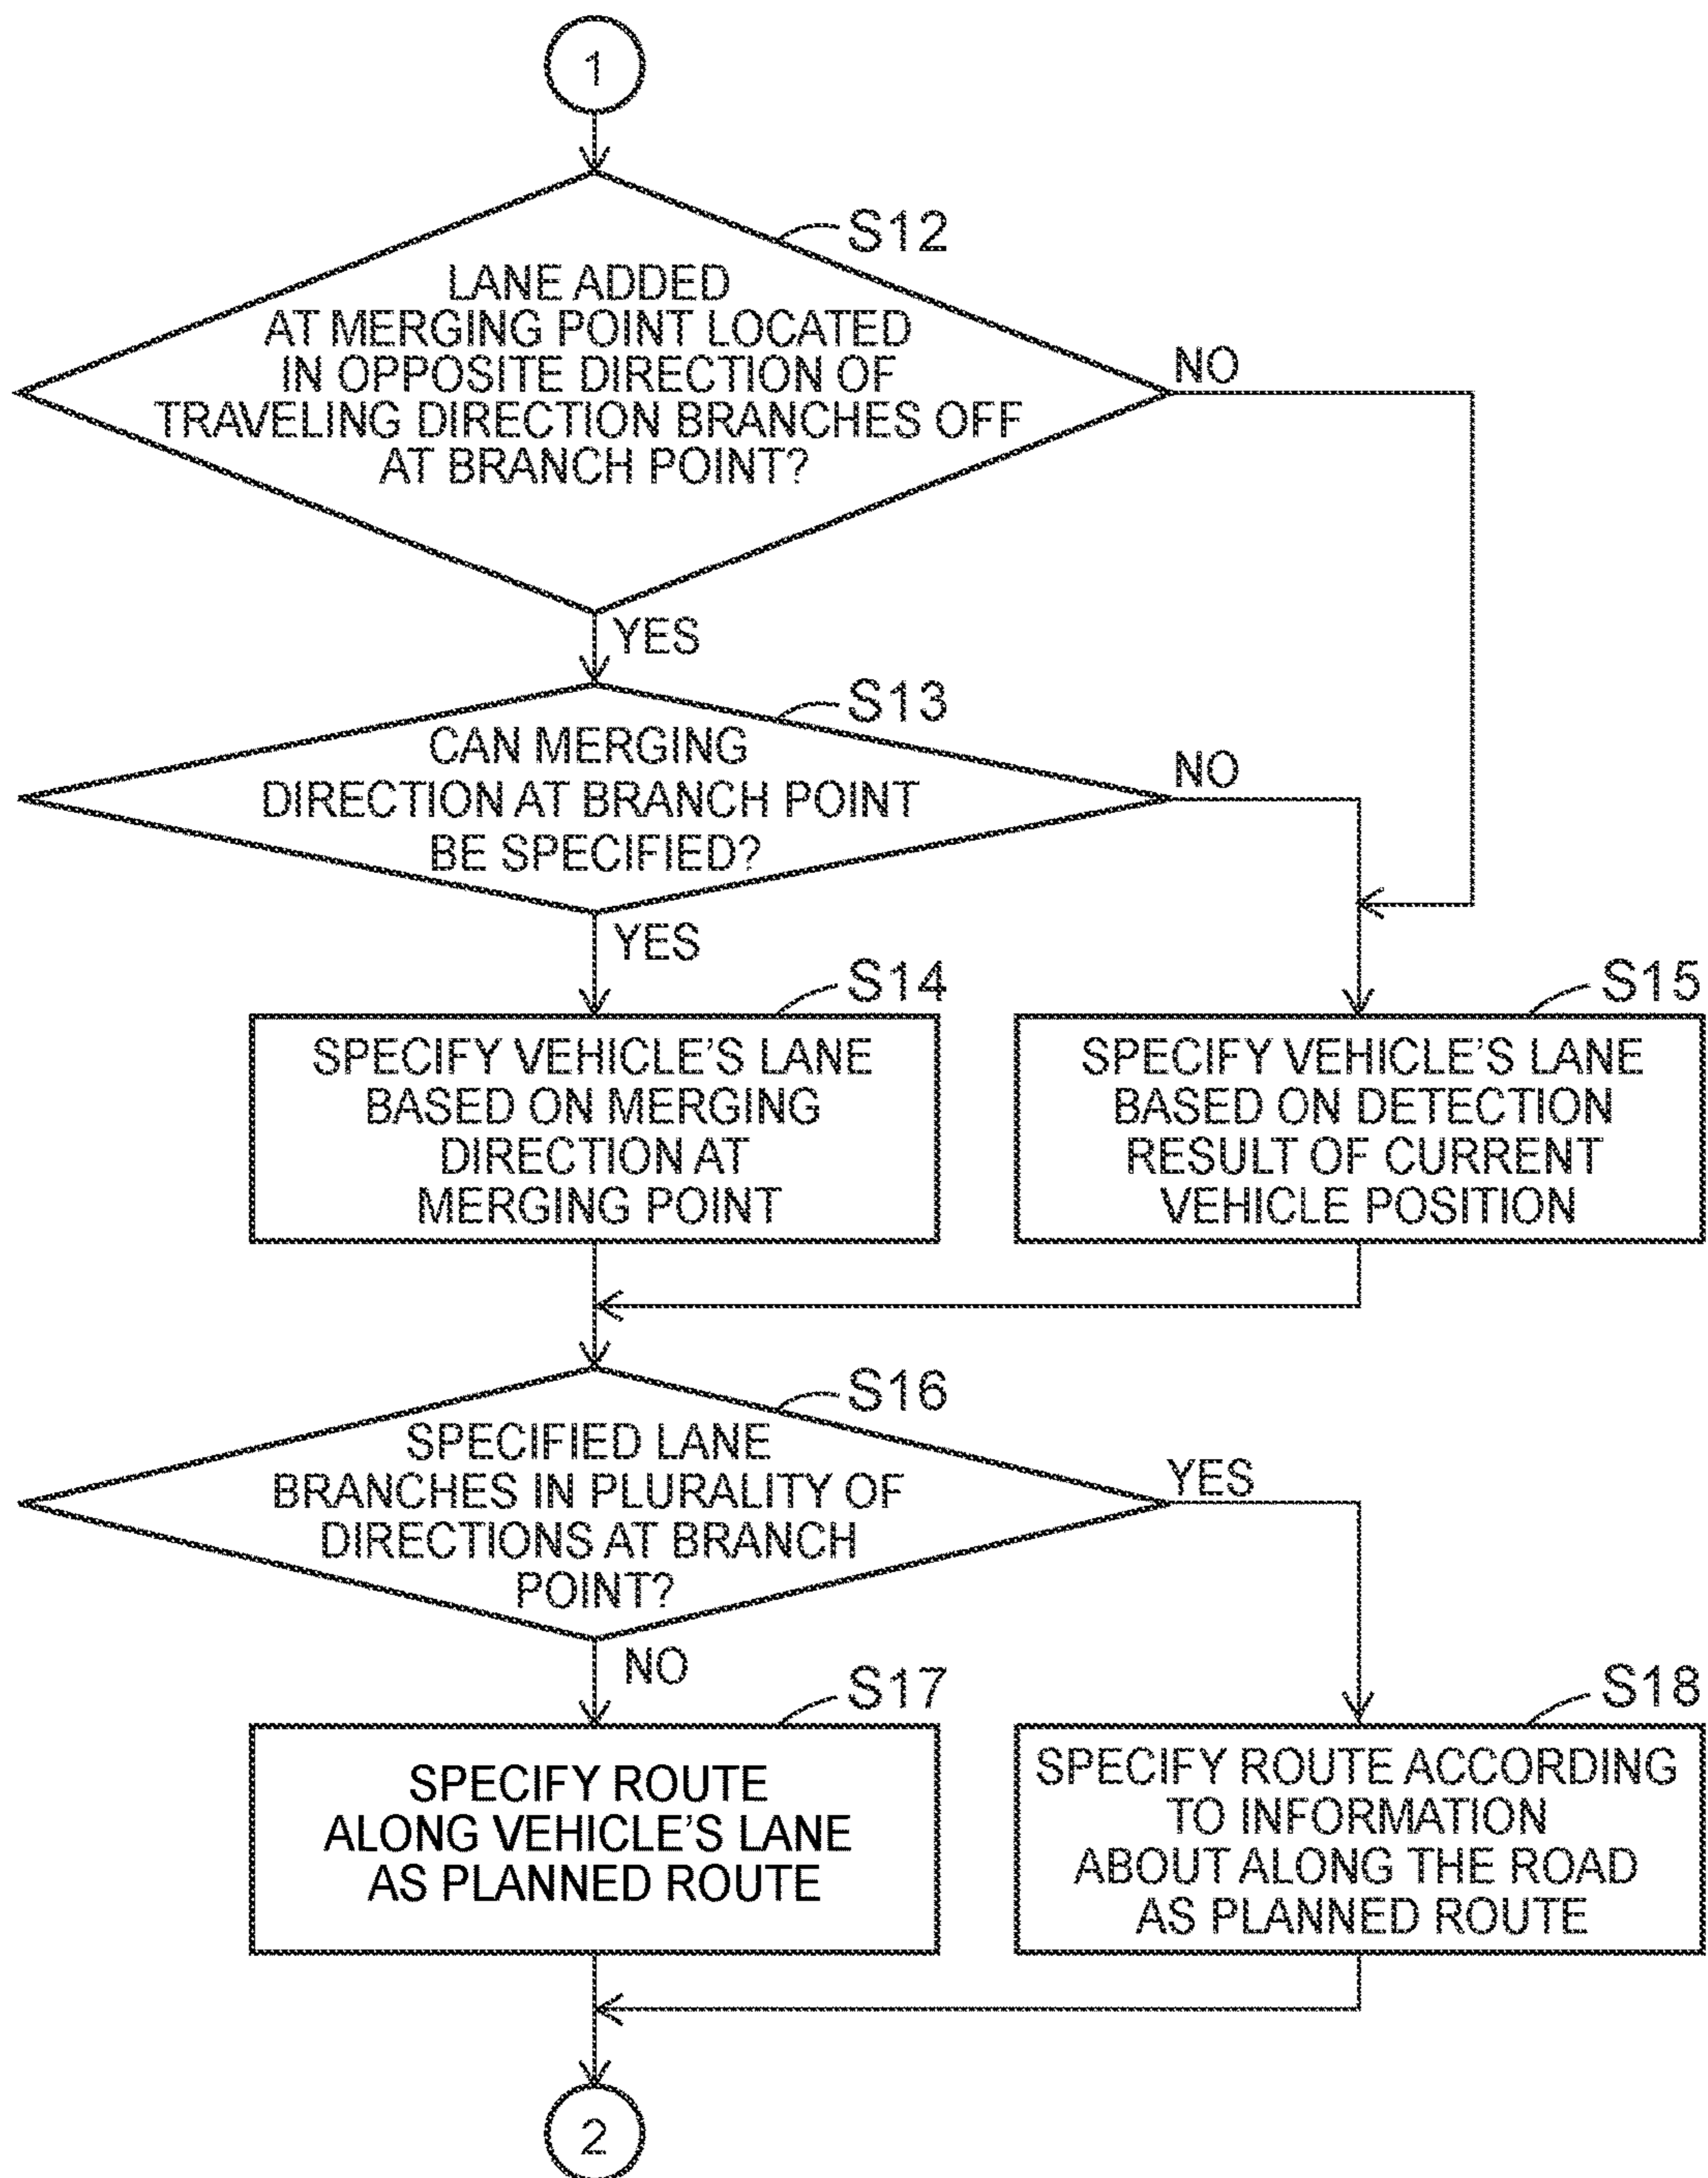 1
S12
LANE ADDED
AT MERGING POINT LOCATED
IN OPPOSITE DIRECTION OF
TRAVELING DIRECTION BRANCHES OFF
AT BRANCH POINT?
NO
YES
S13
CAN MERGING
DIRECTION AT BRANCH POINT
BE SPECIFIED?
NO
YES
S14
SPECIFY VEHICLE'S LANE
BASED ON MERGING
DIRECTION AT
MERGING POINT
S15
SPECIFY VEHICLE'S LANE
BASED ON DETECTION
RESULT OF CURRENT
VEHICLE POSITION
S16
SPECIFIED LANE
BRANCHES IN PLURALITY OF
DIRECTIONS AT BRANCH
POINT?
YES
NO
S17
SPECIFY ROUTE
ALONG VEHICLE'S LANE
AS PLANNED ROUTE
S18
SPECIFY ROUTE ACCORDING
TO INFORMATION
ABOUT ALONG THE ROAD
AS PLANNED ROUTE
2